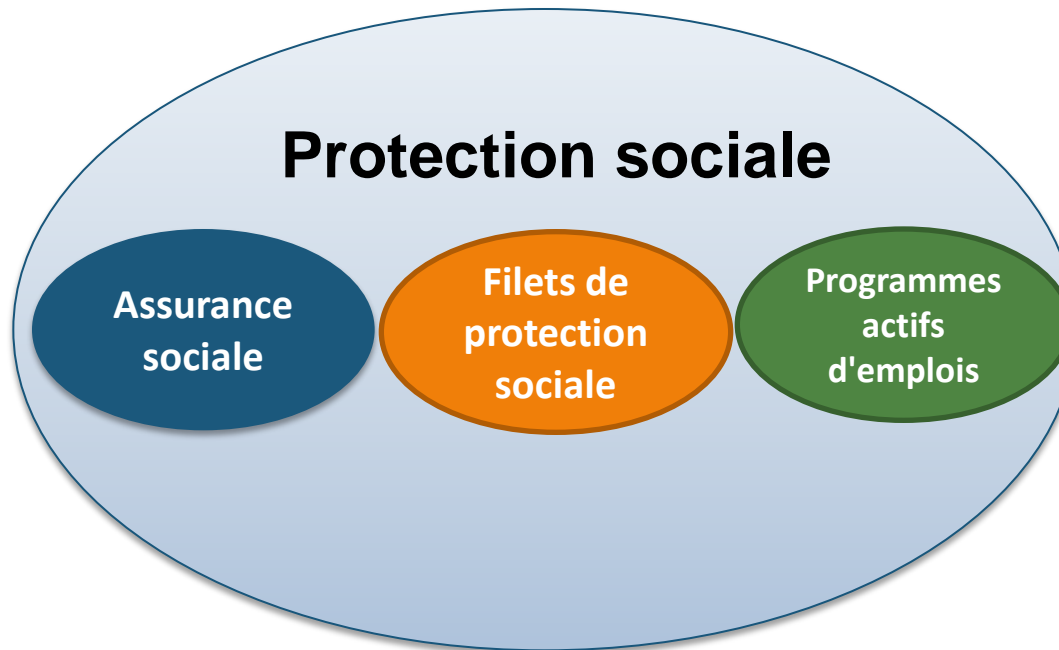 Protection sociale
Assurance
sociale
Filets de
protection
sociale
Programmes
actifs
d'emplois